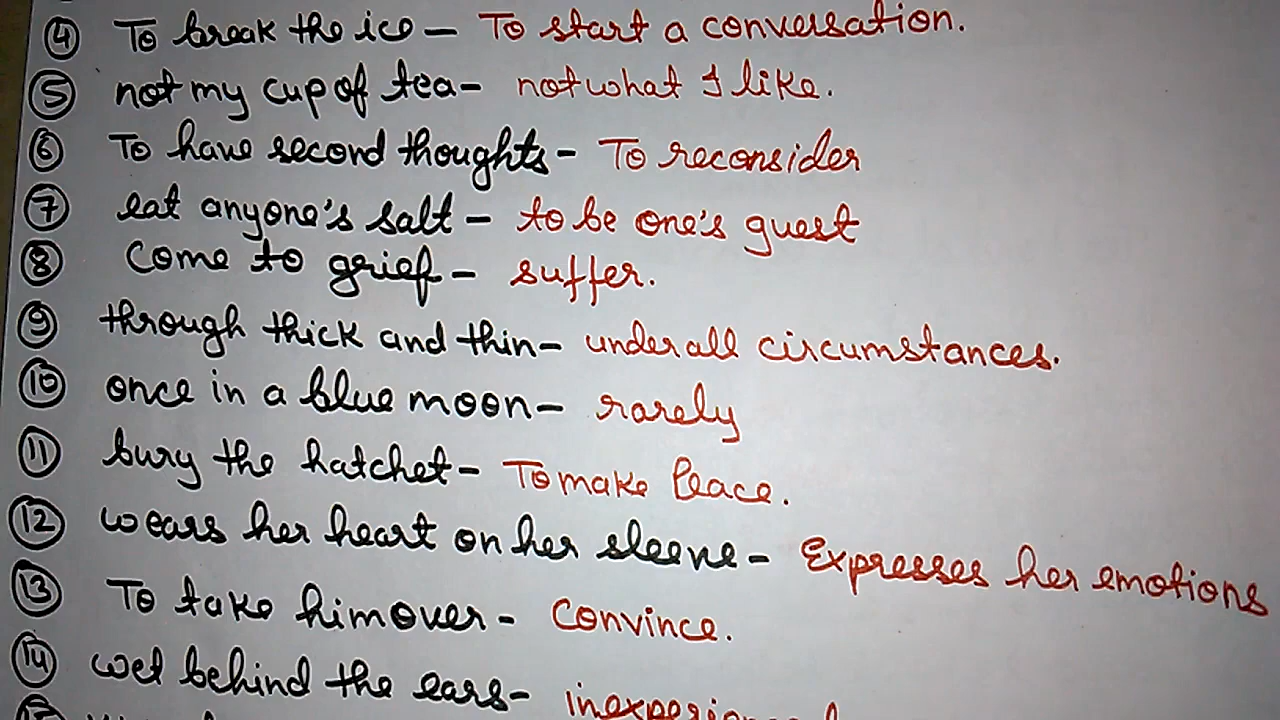 4 To break the ice – To start a conversation.
5 not my cup of tea – not what I like.
6 To have second thoughts – To reconsider
7 eat anyone's salt – to be one's guest
8 Come to grief – suffer.
9 through thick and thin – under all circumstances.
10 once in a blue moon – rarely
11 bury the hatchet – To make Peace.
12 wears her heart on her sleeve – Expresses her emotions
13 To take him over – Convince.
14 wet behind the ears –